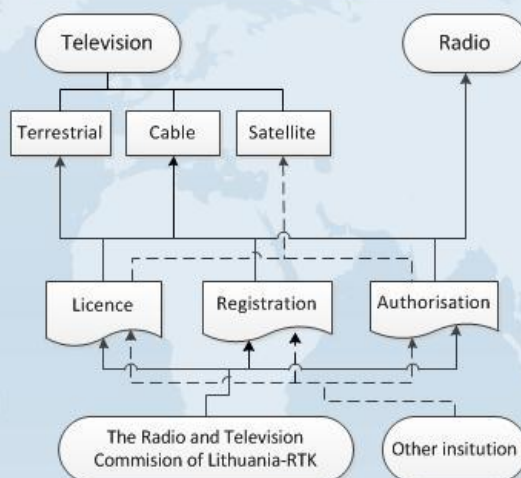 Television
Radio
Terrestrial
Cable
Satellite
Licence
Registration
Authorisation
The Radio and Television
Commision of Lithuania-RTK
Other insitution